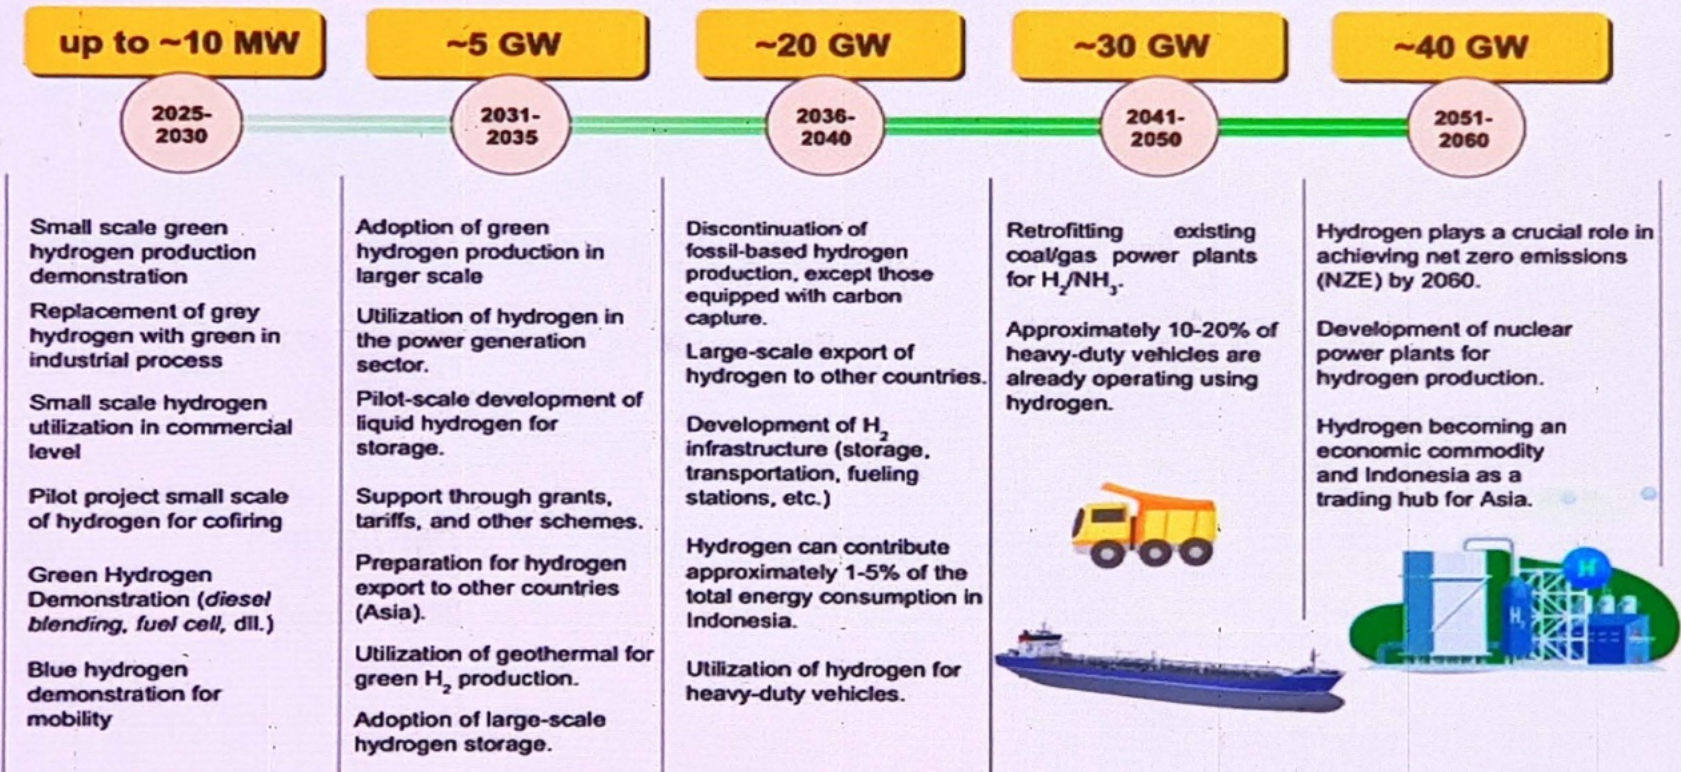 up to ~10 MW
~5 GW
~20 GW
~30 GW
~40 GW
2025-
2030
2031-
2035
2036-
2040
2041-
2050
2051-
2060
Small scale green
hydrogen production
demonstration
Replacement of grey
hydrogen with green in
industrial process
Small scale hydrogen
utilization in commercial
level
Pilot project small scale
of hydrogen for cofiring
Green Hydrogen
Demonstration (diesel
blending, fuel cell, dll.)
Blue hydrogen
demonstration for
mobility
Adoption of green
hydrogen production in
larger scale
Utilization of hydrogen in
the power generation
sector.
Pilot-scale development of
liquid hydrogen for
storage.
Support through grants,
tariffs, and other schemes.
Preparation for hydrogen
export to other countries
(Asia).
Utilization of geothermal for
green H₂ production.
Adoption of large-scale
hydrogen storage.
Discontinuation of
fossil-based hydrogen
production, except those
equipped with carbon
capture.
Large-scale export of
hydrogen to other countries.
Development of H₂
infrastructure (storage,
transportation, fueling
stations, etc.)
Hydrogen can contribute
approximately 1-5% of the
total energy consumption in
Indonesia.
Utilization of hydrogen for
heavy-duty vehicles.
Retrofitting existing
coal/gas power plants
for H₂/NH₃.
Approximately 10-20% of
heavy-duty vehicles are
already operating using
hydrogen.
Hydrogen plays a crucial role in
achieving net zero emissions
(NZE) by 2060.
Development of nuclear
power plants for
hydrogen production.
Hydrogen becoming an
economic commodity
and Indonesia as a
trading hub for Asia.
H
H₂